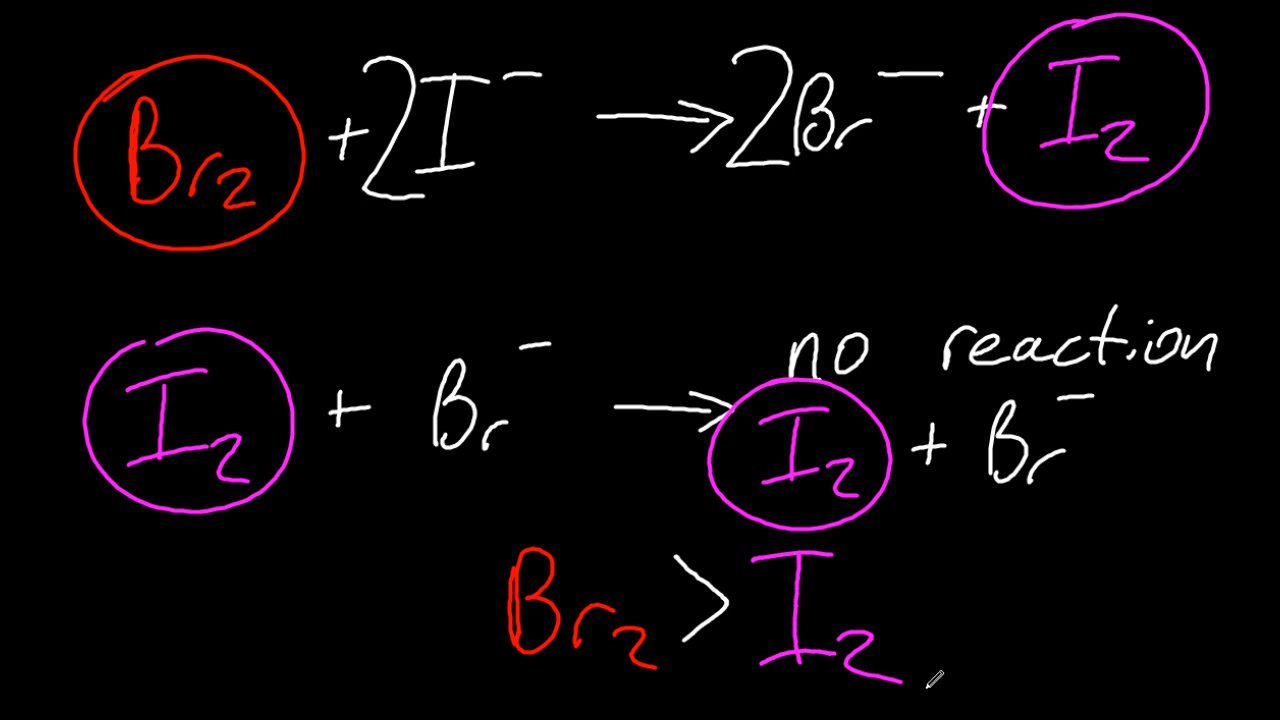 Br₂ + 2I⁻ → 2Br⁻ + I₂
I₂ + Br⁻ → no reaction
I₂ + Br⁻
Br₂ > I₂